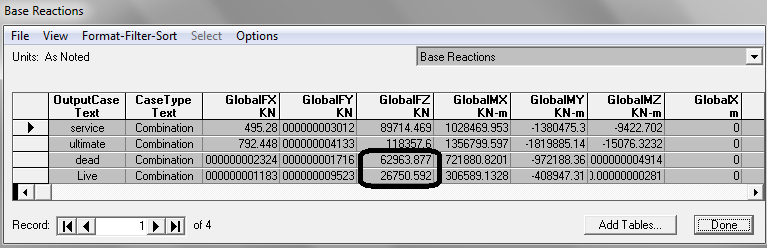 Base Reactions
File View Format-Filter-Sort Select Options
Units: As Noted Base Reactions
OutputCase CaseType GlobalFX GlobalFY GlobalFZ GlobalMX GlobalMY GlobalMZ GlobalX
Text Text KN KN KN KN-m KN-m KN-m m
service Combination 495.28 000000003012 89714.469 1028469.953 -1380475.3 -9422.702 0
ultimate Combination 792.448 000000004133 118357.6 1356799.597 -1819885.14 -15076.3232 0
dead Combination 000000002324 000000001716 62963.877 721880.8201 -972188.36 000000004914 0
Live Combination 000000001183 000000009523 26750.592 306589.1328 -408947.31 0.00000000281 0
Record: 1 of 4 Add Tables... Done